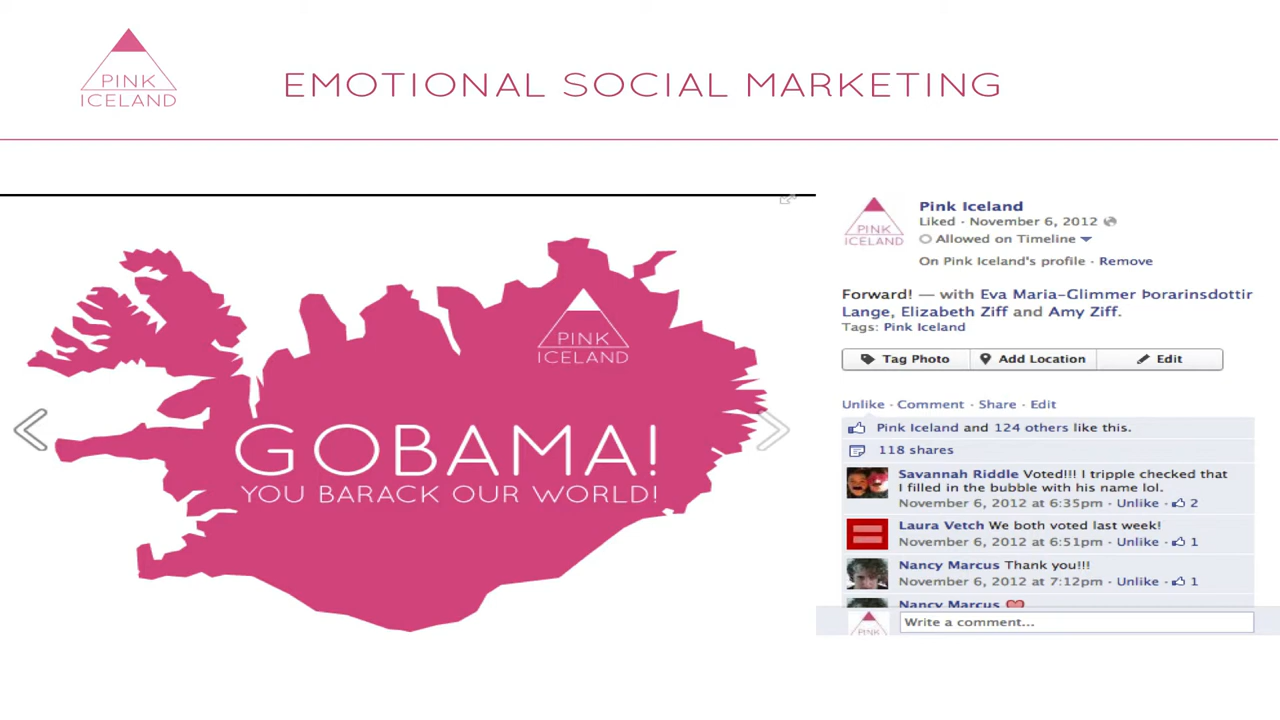 PINK
ICELAND
EMOTIONAL SOCIAL MARKETING
PINK
ICELAND
GOBAMA!
YOU BARACK OUR WORLD!
PINK
ICELAND
Pink Iceland
Liked · November 6, 2012
Allowed on Timeline
On Pink Iceland's profile · Remove
Forward! — with Eva Maria-Glimmer Þorarinsdottir
Lange, Elizabeth Ziff and Amy Ziff.
Tags: Pink Iceland
Tag Photo Add Location Edit
Unlike · Comment · Share · Edit
Pink Iceland and 124 others like this.
118 shares
Savannah Riddle Voted!!! I tripple checked that
I filled in the bubble with his name lol.
November 6, 2012 at 6:35pm · Unlike · 2
Laura Vetch We both voted last week!
November 6, 2012 at 6:51pm · Unlike · 1
Nancy Marcus Thank you!!!
November 6, 2012 at 7:12pm · Unlike · 1
Nancy Marcus
PINK
Write a comment...